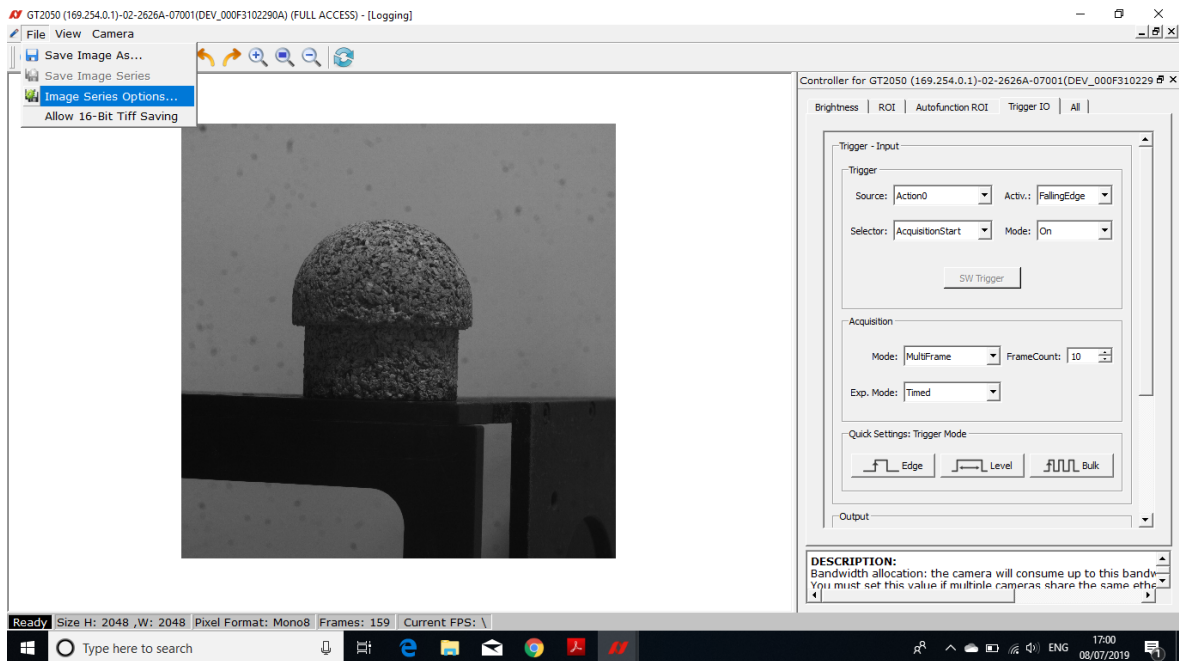 GT2050 (169.254.0.1)-02-2626A-07001(DEV_000F3102290A) (FULL ACCESS) - [Logging]
File View Camera
Save Image As...
Save Image Series
Image Series Options...
Allow 16-Bit Tiff Saving
Controller for GT2050 (169.254.0.1)-02-2626A-07001(DEV_000F310229
Brightness ROI Autofunction ROI Trigger IO All
Trigger - Input
Trigger
Source: Action0 Activ.: FallingEdge
Selector: AcquisitionStart Mode: On
SW Trigger
Acquisition
Mode: MultiFrame FrameCount: 10
Exp. Mode: Timed
Quick Settings: Trigger Mode
Edge Level Bulk
Output
DESCRIPTION:
Bandwidth allocation: the camera will consume up to this bandw
You must set this value if multiple cameras share the same ethe
Ready Size H: 2048 ,W: 2048 Pixel Format: Mono8 Frames: 159 Current FPS: \
Type here to search
ENG 17:00
08/07/2019
1